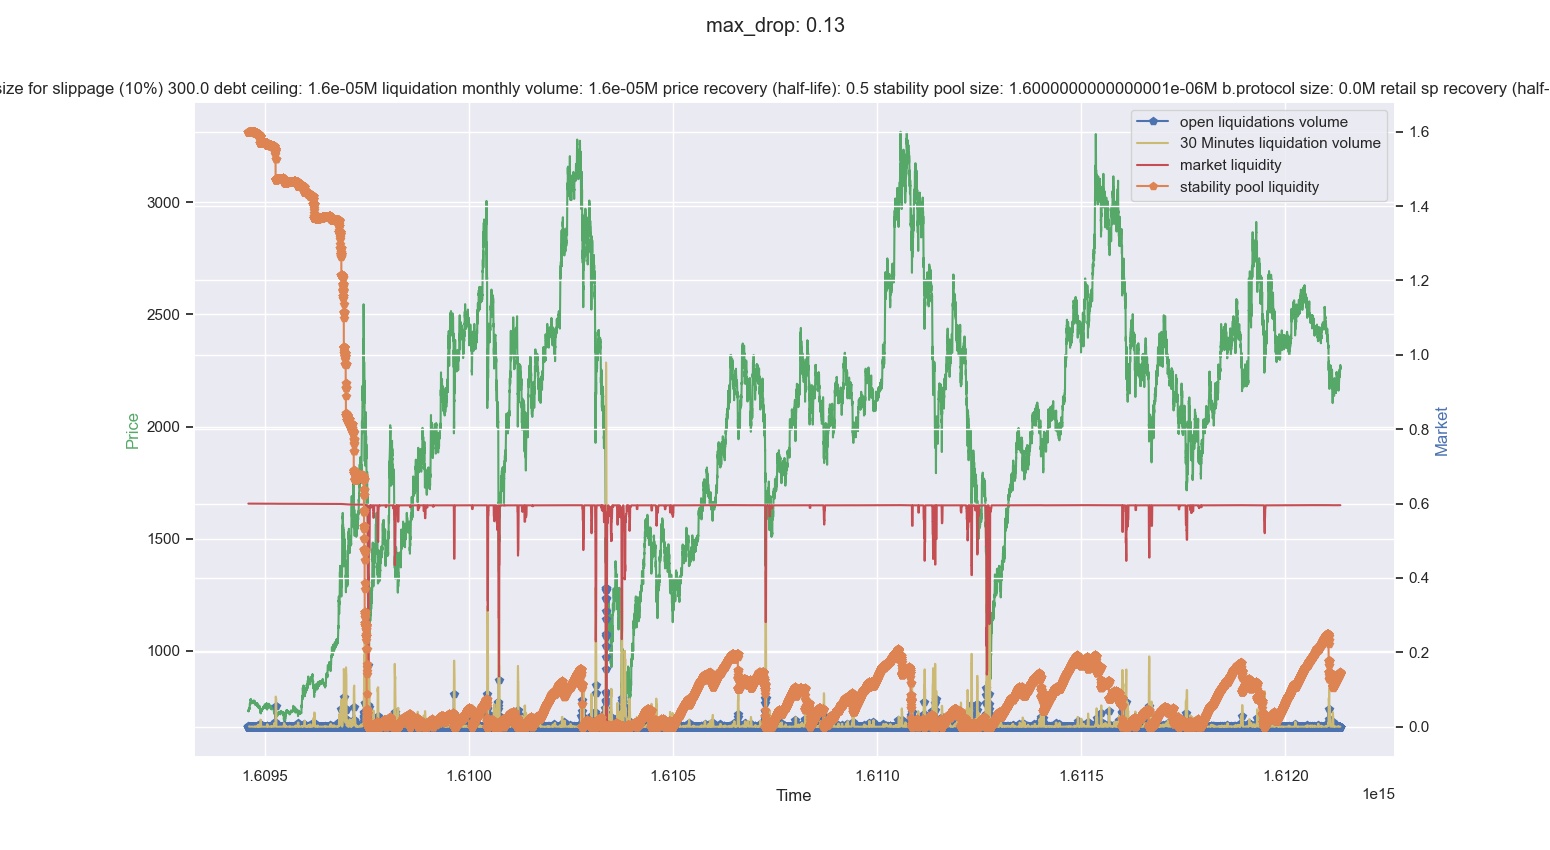 max_drop: 0.13
size for slippage (10%) 300.0 debt ceiling: 1.6e-05M liquidation monthly volume: 1.6e-05M price recovery (half-life): 0.5 stability pool size: 1.6000000000000001e-06M b.protocol size: 0.0M retail sp recovery (half-
open liquidations volume
30 Minutes liquidation volume
market liquidity
stability pool liquidity
3000
2500
2000
1500
1000
Price
1.6
1.4
1.2
1.0
0.8
0.6
0.4
0.2
0.0
Market
1.6095 1.6100 1.6105 1.6110 1.6115 1.6120
Time
1e15